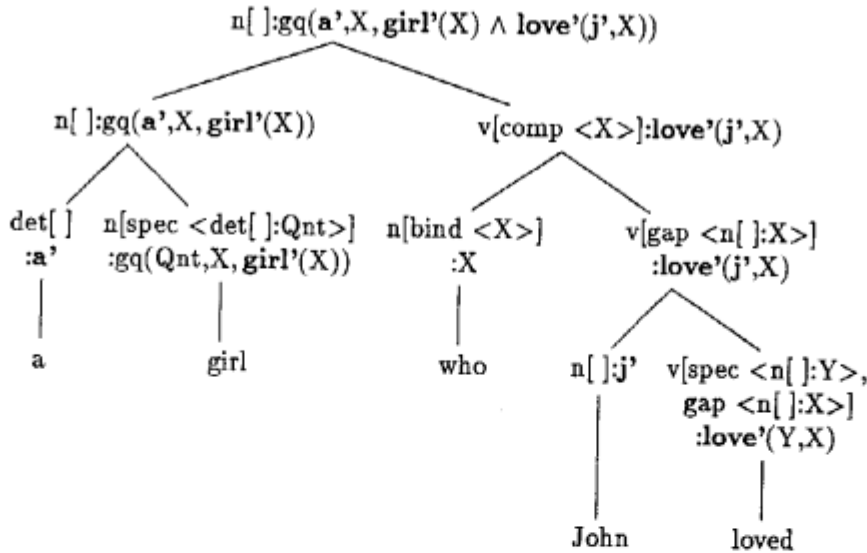 n[ ]:gq(a',X, girl'(X) ∧ love'(j',X))
n[ ]:gq(a',X, girl'(X))
v[comp <X>]:love'(j',X)
det[ ]
:a'
n[spec <det[ ]:Qnt>]
:gq(Qnt,X, girl'(X))
n[bind <X>]
:X
v[gap <n[ ]:X>]
:love'(j',X)
a
girl
who
n[ ]:j'
v[spec <n[ ]:Y>,
gap <n[ ]:X>]
:love'(Y,X)
John
loved